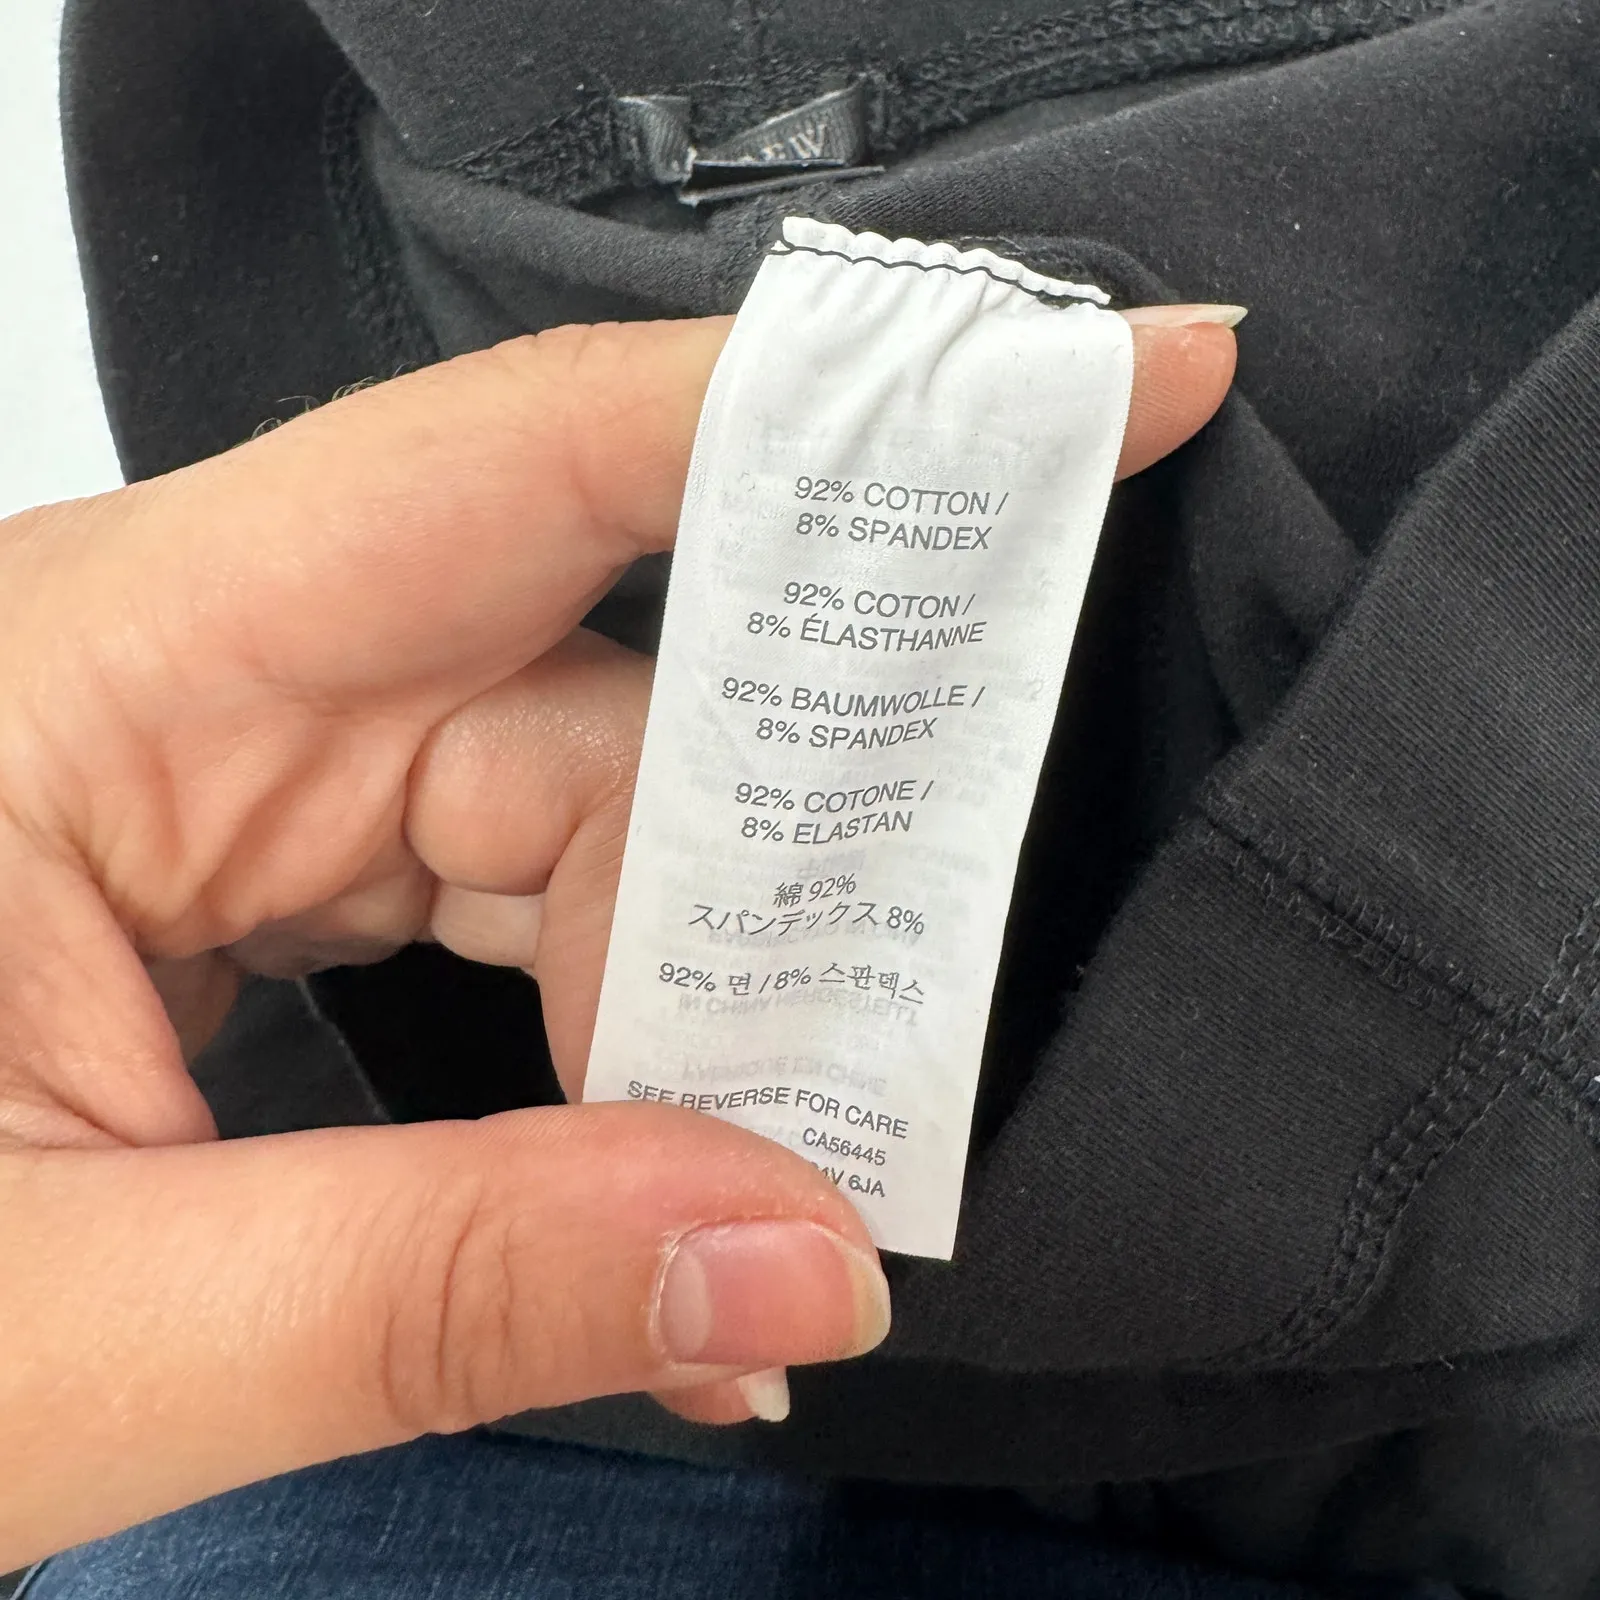 92% COTTON /
8% SPANDEX
92% COTON /
8% ÉLASTHANNE
92% BAUMWOLLE /
8% SPANDEX
92% COTONE /
8% ELASTAN
綿 92%
スパンデックス 8%
92% 면 / 8% 스판덱스
SEE REVERSE FOR CARE
CA56445
6JA